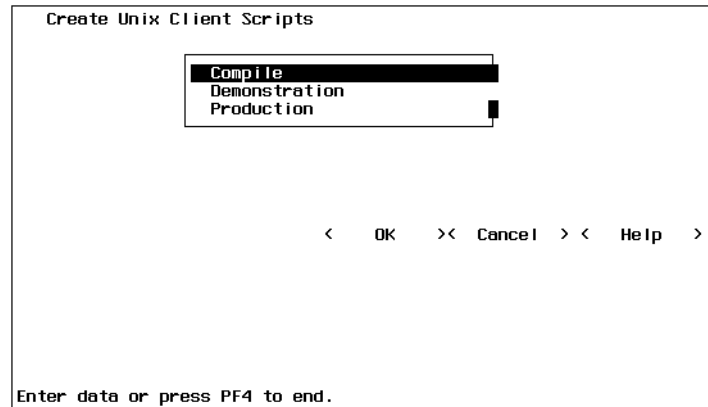 Create Unix Client Scripts
Compile
Demonstration
Production
< OK >< Cancel > < Help >
Enter data or press PF4 to end.